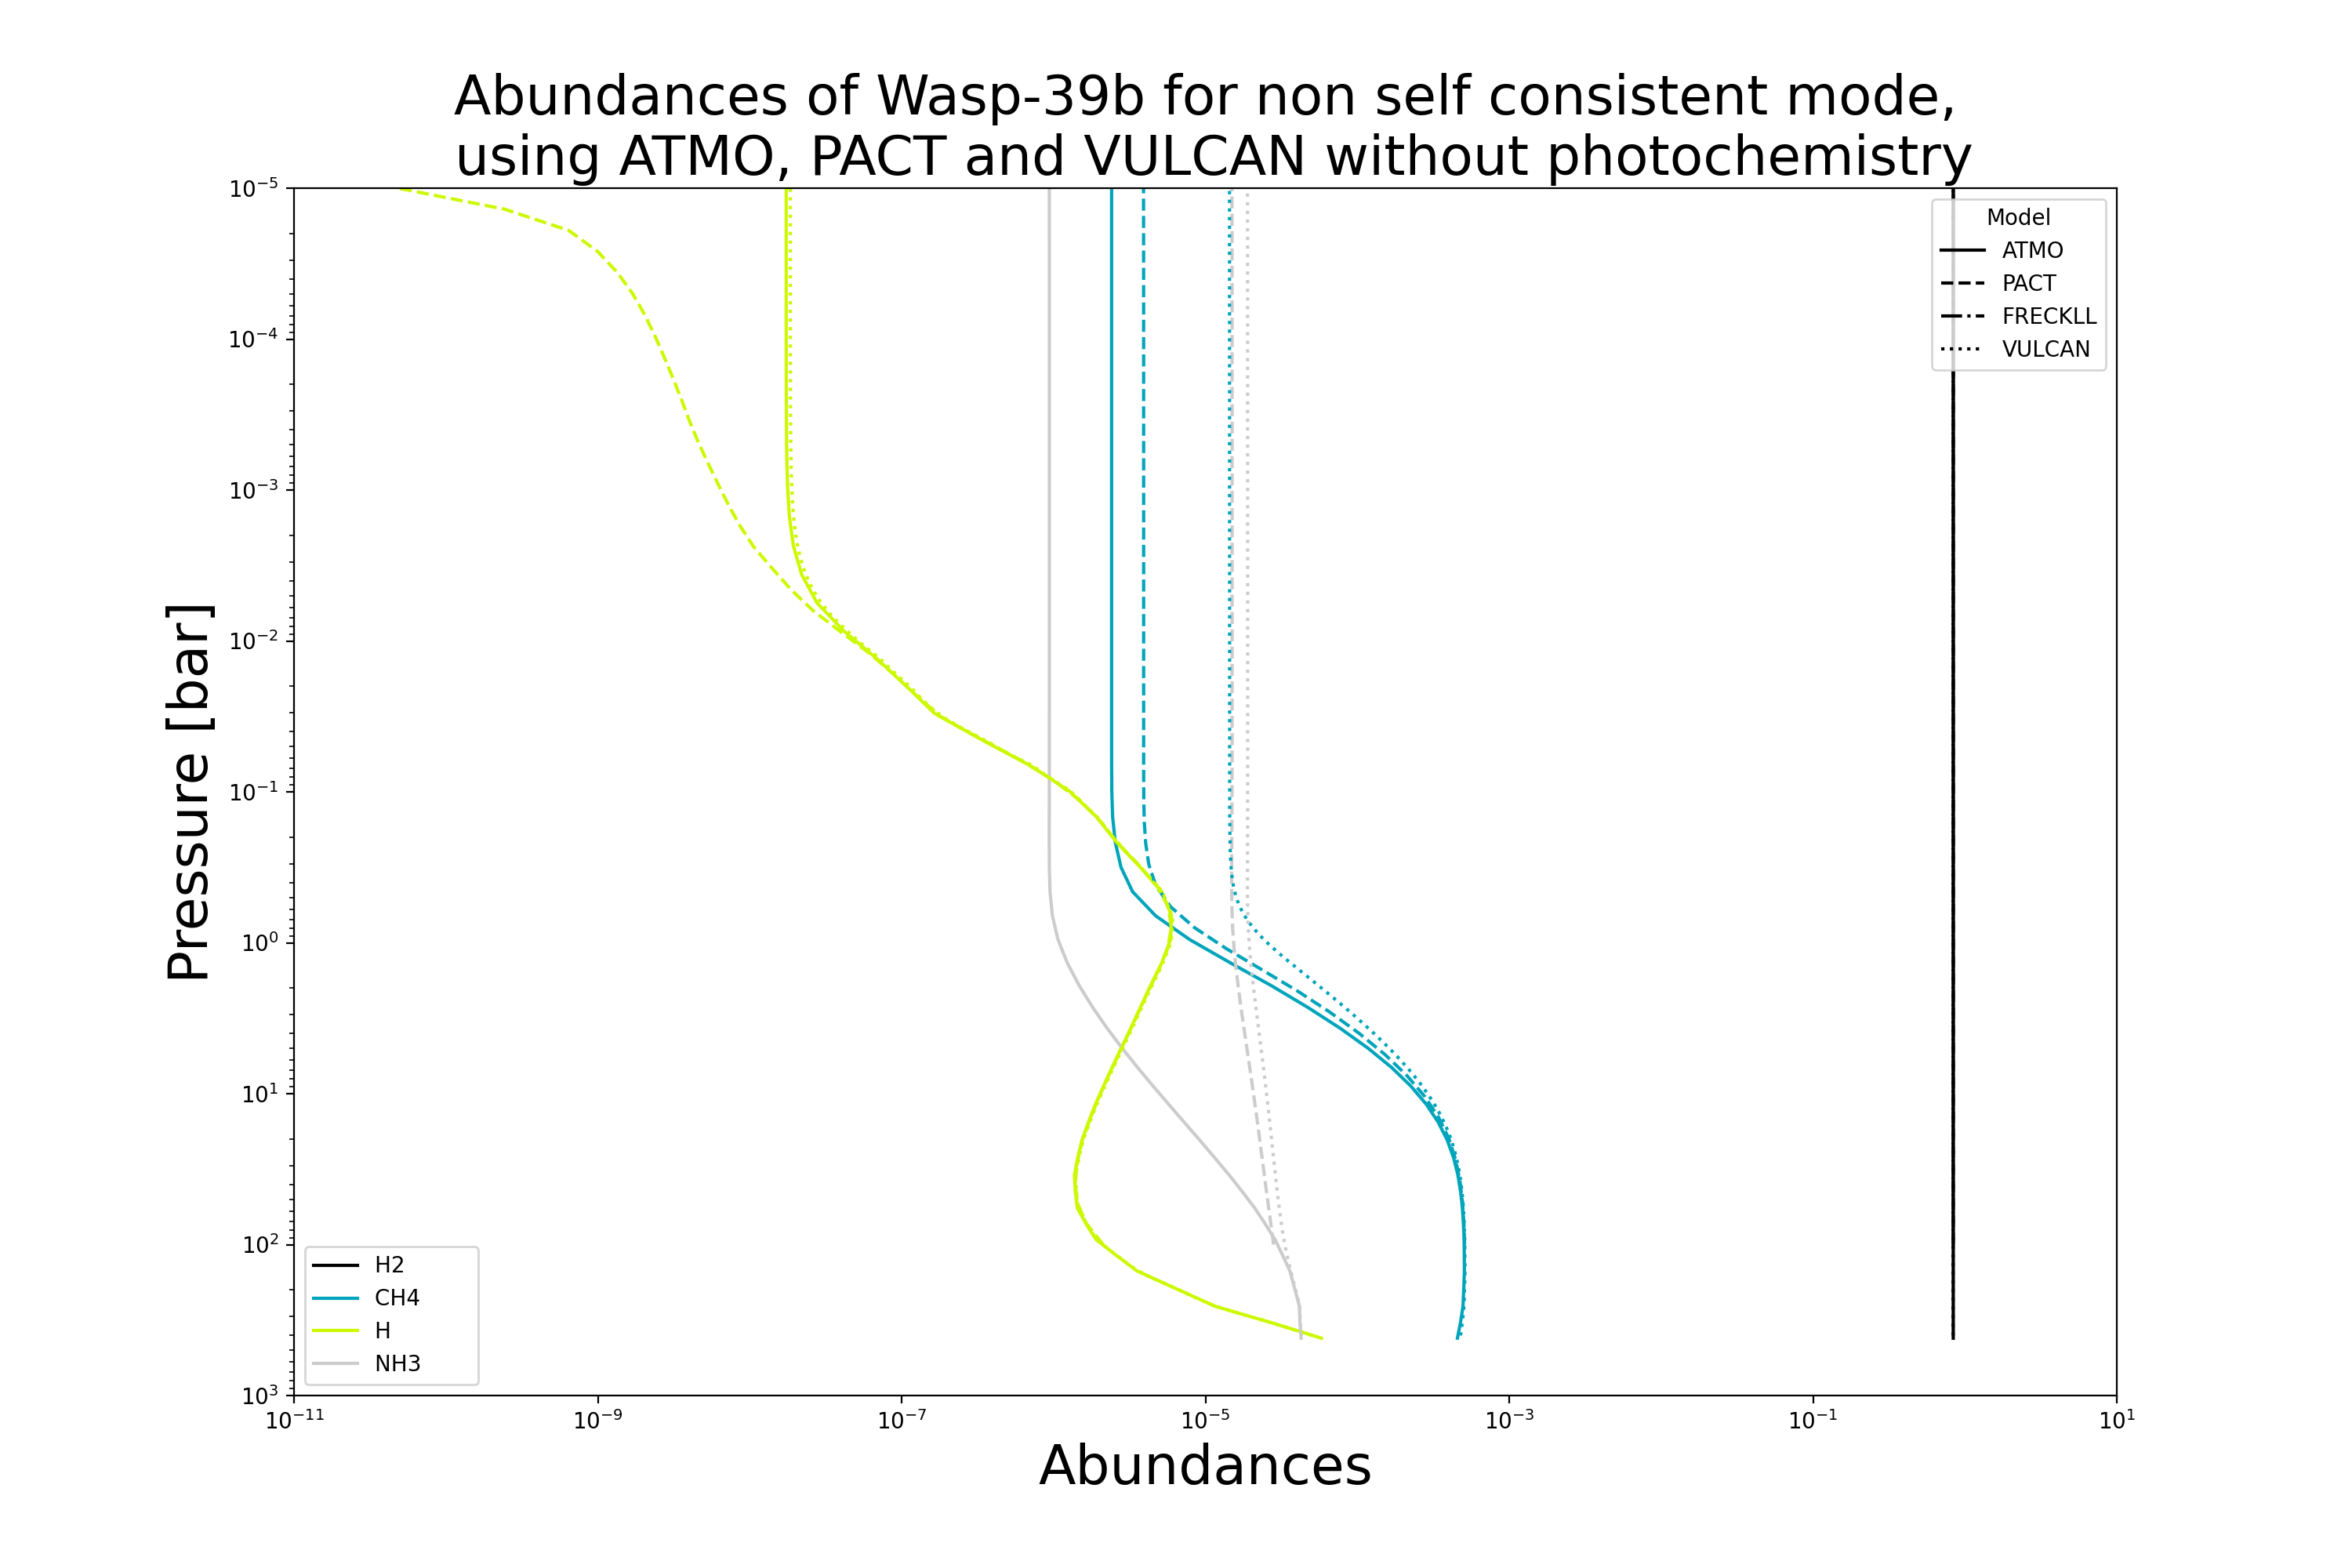 Abundances of Wasp-39b for non self consistent mode,
using ATMO, PACT and VULCAN without photochemistry
Model
ATMO
PACT
FRECKLL
VULCAN
Pressure [bar]
10⁻⁵
10⁻⁴
10⁻³
10⁻²
10⁻¹
10⁰
10¹
10²
10³
H2
CH4
H
NH3
10⁻¹¹ 10⁻⁹ 10⁻⁷ 10⁻⁵ 10⁻³ 10⁻¹ 10¹
Abundances